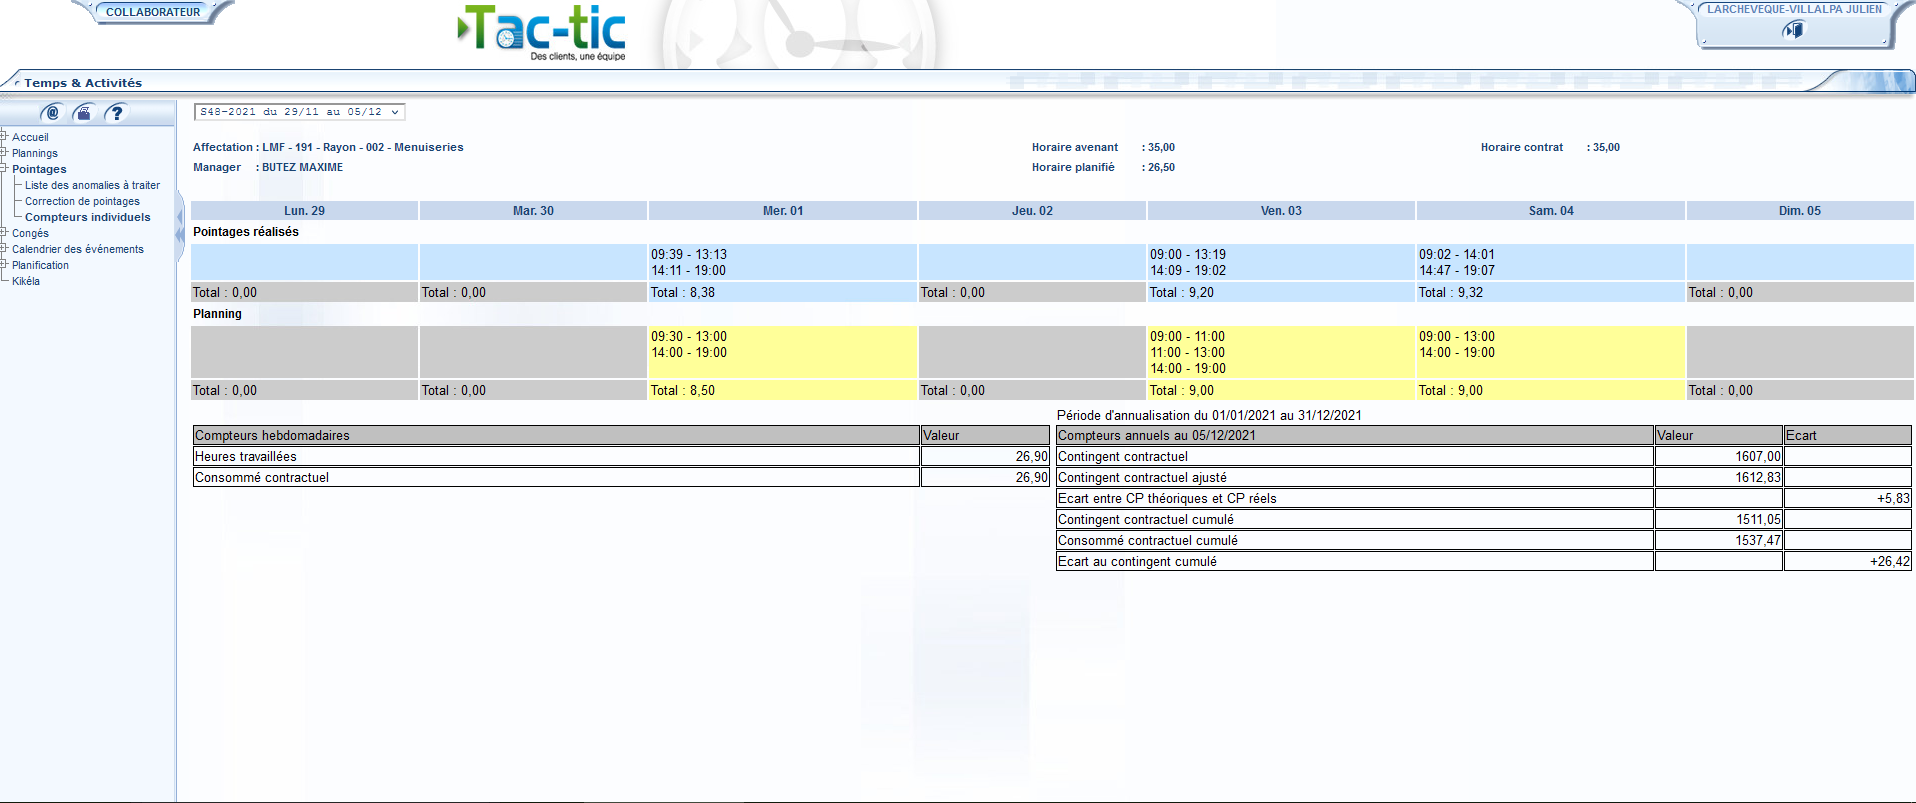 COLLABORATEUR
Tac-tic
Des clients, une équipe
LARCHEVEQUE-VILLALPA JULIEN
Temps & Activités
@ ?
Accueil
Plannings
Pointages
Liste des anomalies à traiter
Correction de pointages
Compteurs individuels
Congés
Calendrier des événements
Planification
Kikéla
S48-2021 du 29/11 au 05/12
Affectation : LMF - 191 - Rayon - 002 - Menuiseries
Horaire avenant : 35,00
Horaire contrat : 35,00
Manager : BUTEZ MAXIME
Horaire planifié : 26,50
Lun. 29 Mar. 30 Mer. 01 Jeu. 02 Ven. 03 Sam. 04 Dim. 05
Pointages réalisés
09:39 - 13:13 09:00 - 13:19 09:02 - 14:01
14:11 - 19:00 14:09 - 19:02 14:47 - 19:07
Total : 0,00 Total : 0,00 Total : 8,38 Total : 0,00 Total : 9,20 Total : 9,32 Total : 0,00
Planning
09:30 - 13:00 09:00 - 11:00 09:00 - 13:00
14:00 - 19:00 11:00 - 13:00 14:00 - 19:00
14:00 - 19:00
Total : 0,00 Total : 0,00 Total : 8,50 Total : 0,00 Total : 9,00 Total : 9,00 Total : 0,00
Compteurs hebdomadaires Valeur
Heures travaillées 26,90
Consommé contractuel 26,90
Période d'annualisation du 01/01/2021 au 31/12/2021
Compteurs annuels au 05/12/2021 Valeur Ecart
Contingent contractuel 1607,00
Contingent contractuel ajusté 1612,83
Ecart entre CP théoriques et CP réels +5,83
Contingent contractuel cumulé 1511,05
Consommé contractuel cumulé 1537,47
Ecart au contingent cumulé +26,42